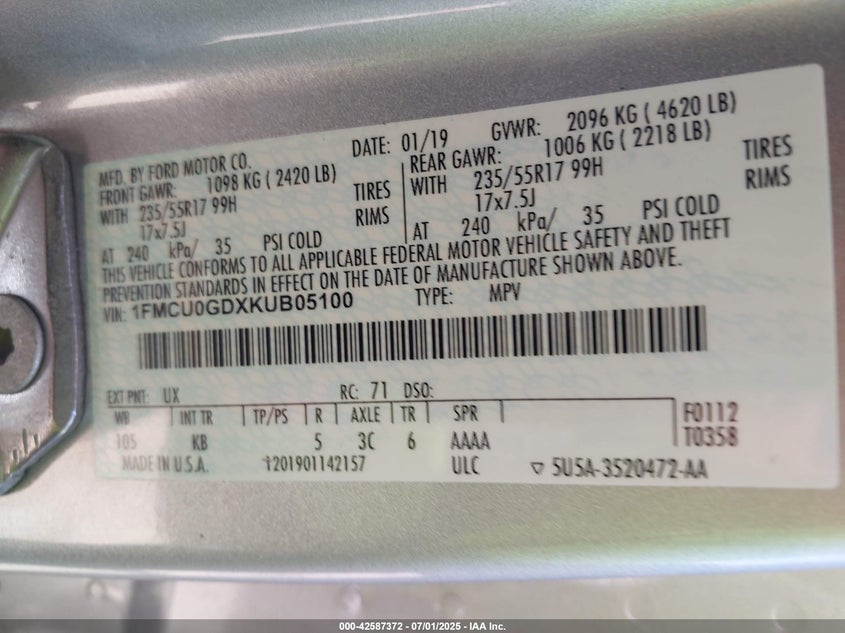 MFD. BY FORD MOTOR CO. DATE: 01/19 GVWR: 2096 KG ( 4620 LB)
FRONT GAWR: 1098 KG ( 2420 LB) REAR GAWR: 1006 KG ( 2218 LB)
WITH 235/55R17 99H TIRES WITH 235/55R17 99H TIRES
17x7.5J RIMS 17x7.5J RIMS
AT 240 kPa/ 35 PSI COLD AT 240 kPa/ 35 PSI COLD
THIS VEHICLE CONFORMS TO ALL APPLICABLE FEDERAL MOTOR VEHICLE SAFETY AND THEFT
PREVENTION STANDARDS IN EFFECT ON THE DATE OF MANUFACTURE SHOWN ABOVE.
VIN: 1FMCU0GDXKUB05100 TYPE: MPV
EXT PNT: UX RC: 71 DSO:
WB INT TR TP/PS R AXLE TR SPR F0112
105 KB 5 3C 6 AAAA T0358
MADE IN U.S.A. 201901142157 ULC 5U5A-3520472-AA
000-42587372 - 07/01/2025 - IAA Inc.